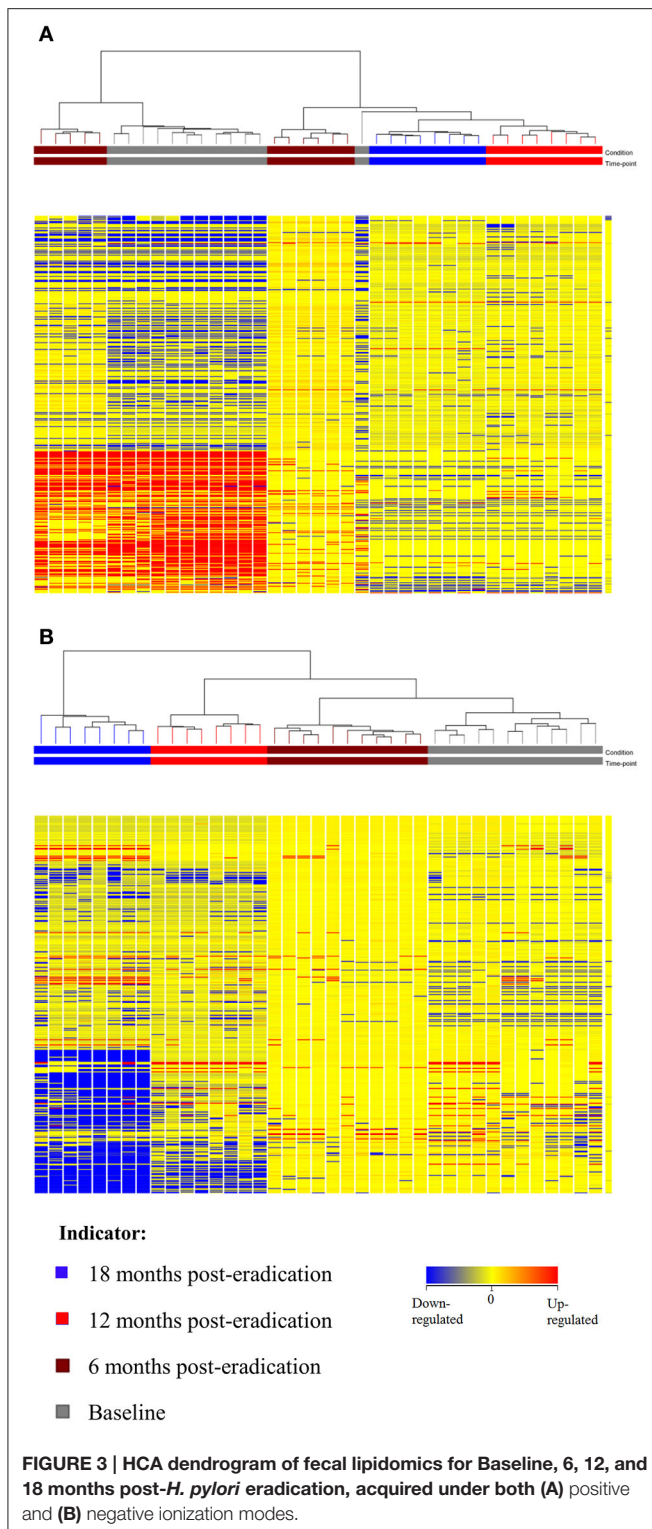 A
Condition
Time-point
B
Condition
Time-point
Indicator:
18 months post-eradication
12 months post-eradication
6 months post-eradication
Baseline
Down-
regulated
0
Up-
regulated
FIGURE 3 | HCA dendrogram of fecal lipidomics for Baseline, 6, 12, and
18 months post-H. pylori eradication, acquired under both (A) positive
and (B) negative ionization modes.